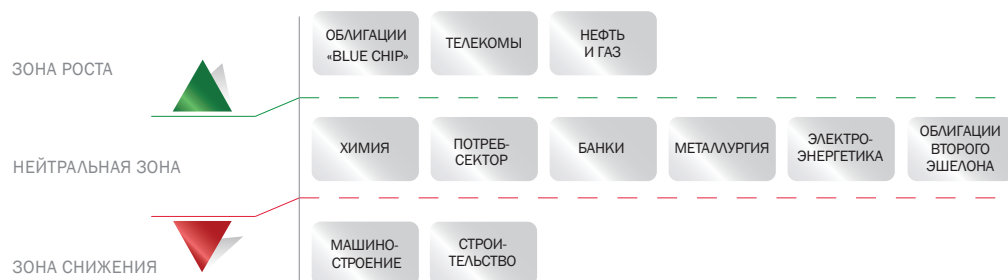 ЗОНА РОСТА
ОБЛИГАЦИИ
«BLUE CHIP»
ТЕЛЕКОМЫ
НЕФТЬ
И ГАЗ
НЕЙТРАЛЬНАЯ ЗОНА
ХИМИЯ
ПОТРЕБ-
СЕКТОР
БАНКИ
МЕТАЛЛУРГИЯ
ЭЛЕКТРО-
ЭНЕРГЕТИКА
ОБЛИГАЦИИ
ВТОРОГО
ЭШЕЛОНА
ЗОНА СНИЖЕНИЯ
МАШИНО-
СТРОЕНИЕ
СТРОИ-
ТЕЛЬСТВО